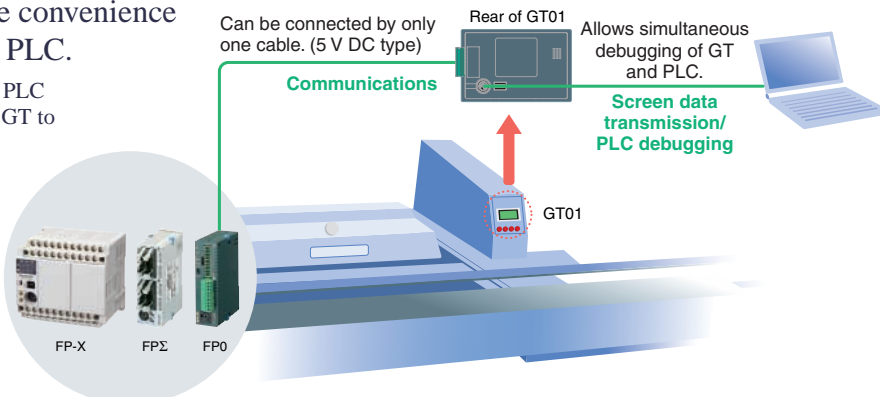 e convenience
PLC.
PLC
GT to
Can be connected by only
one cable. (5 V DC type)
Communications
Rear of GT01
Allows simultaneous
debugging of GT
and PLC.
Screen data
transmission/
PLC debugging
GT01
FP-X
FPΣ
FP0